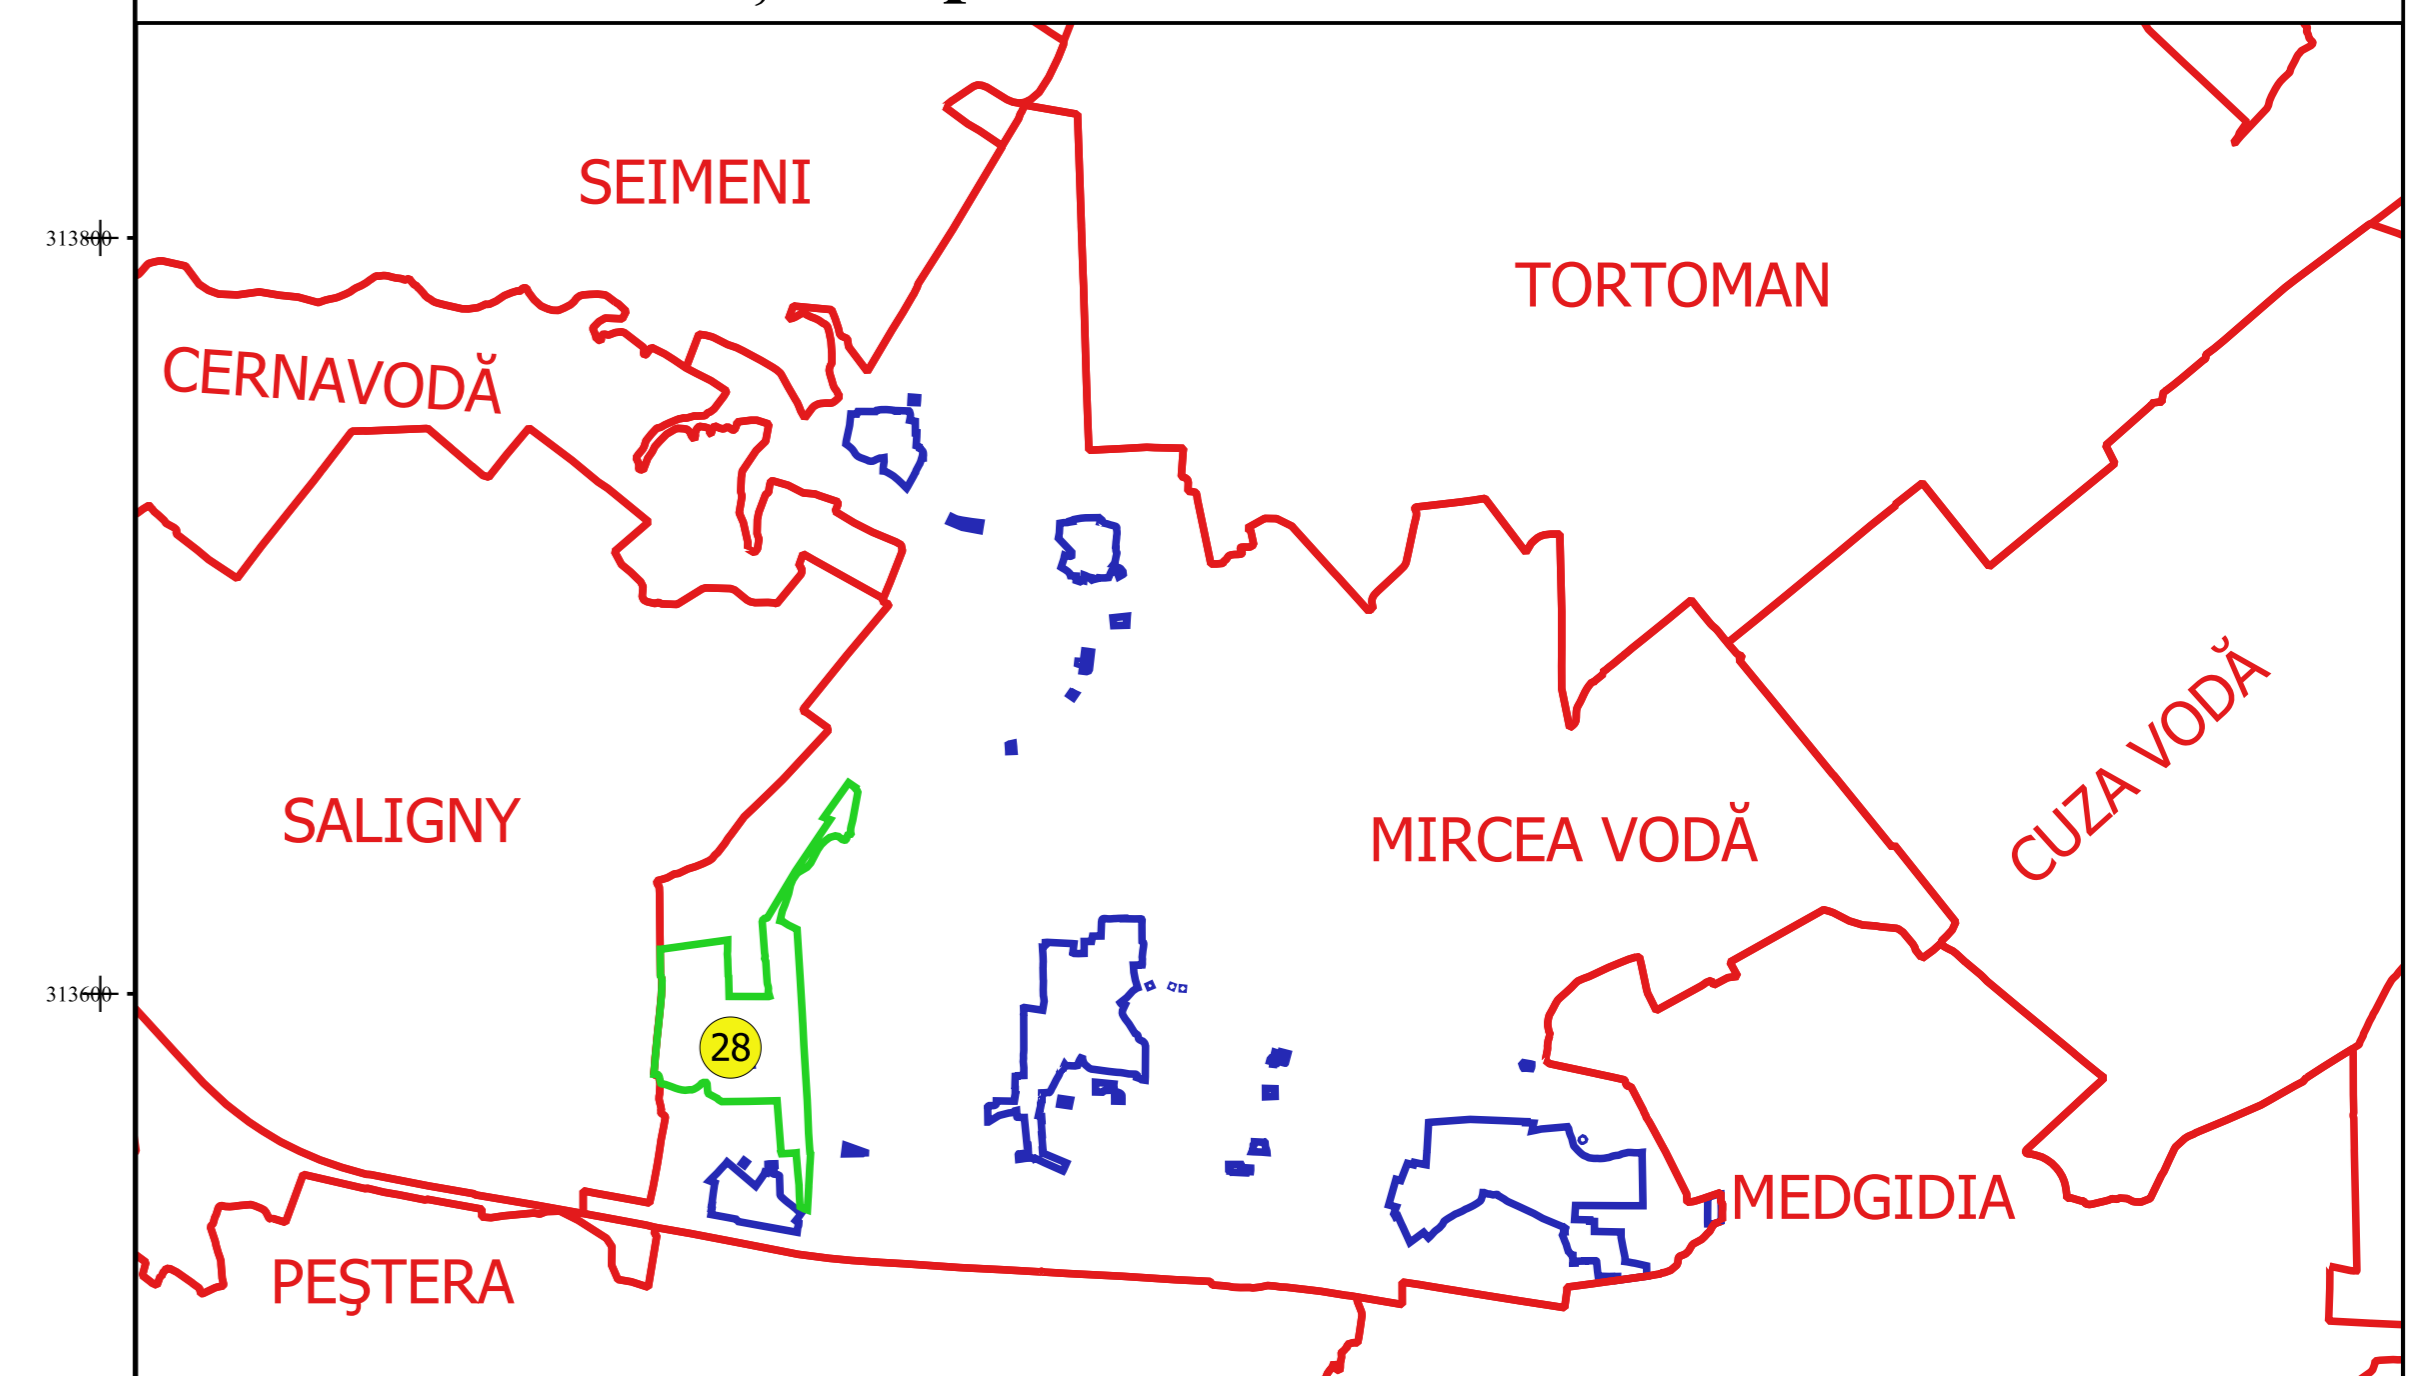 SEIMENI
313800
TORTOMAN
CERNAVODĂ
CUZA VODĂ
SALIGNY
MIRCEA VODĂ
313600
28
MEDGIDIA
PEŞTERA